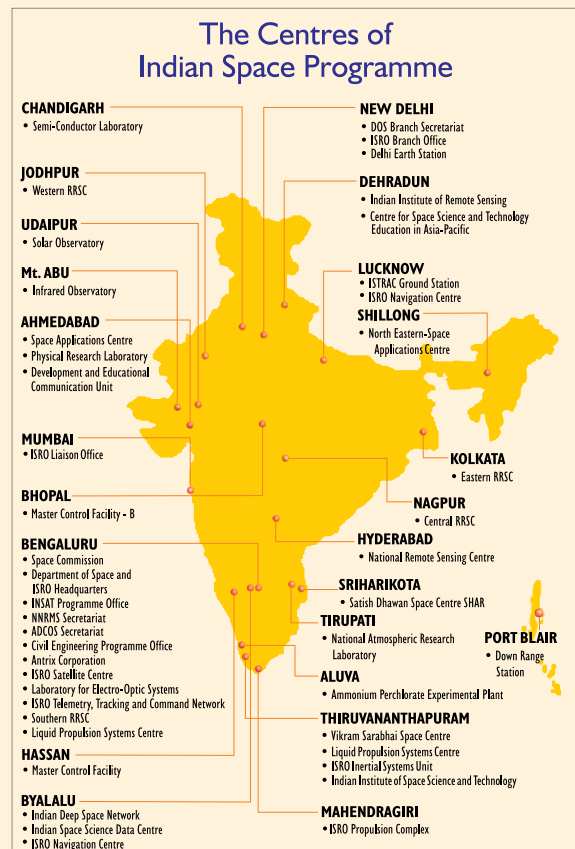 The Centres of
Indian Space Programme
CHANDIGARH
• Semi-Conductor Laboratory
JODHPUR
• Western RRSC
UDAIPUR
• Solar Observatory
Mt. ABU
• Infrared Observatory
AHMEDABAD
• Space Applications Centre
• Physical Research Laboratory
• Development and Educational
Communication Unit
MUMBAI
• ISRO Liaison Office
BHOPAL
• Master Control Facility - B
BENGALURU
• Space Commission
• Department of Space and
ISRO Headquarters
• INSAT Programme Office
• NNRMS Secretariat
• ADCOS Secretariat
• Civil Engineering Programme Office
• Antrix Corporation
• ISRO Satellite Centre
• Laboratory for Electro-Optic Systems
• ISRO Telemetry, Tracking and Command Network
• Southern RRSC
• Liquid Propulsion Systems Centre
HASSAN
• Master Control Facility
BYALALU
• Indian Deep Space Network
• Indian Space Science Data Centre
• ISRO Navigation Centre
NEW DELHI
• DOS Branch Secretariat
• ISRO Branch Office
• Delhi Earth Station
DEHRADUN
• Indian Institute of Remote Sensing
• Centre for Space Science and Technology
Education in Asia-Pacific
LUCKNOW
• ISTRAC Ground Station
• ISRO Navigation Centre
SHILLONG
• North Eastern-Space
Applications Centre
KOLKATA
• Eastern RRSC
NAGPUR
• Central RRSC
HYDERABAD
• National Remote Sensing Centre
SRIHARIKOTA
• Satish Dhawan Space Centre SHAR
TIRUPATI
• National Atmospheric Research
Laboratory
PORT BLAIR
• Down Range
Station
ALUVA
• Ammonium Perchlorate Experimental Plant
THIRUVANANTHAPURAM
• Vikram Sarabhai Space Centre
• Liquid Propulsion Systems Centre
• ISRO Inertial Systems Unit
• Indian Institute of Space Science and Technology
MAHENDRAGIRI
• ISRO Propulsion Complex